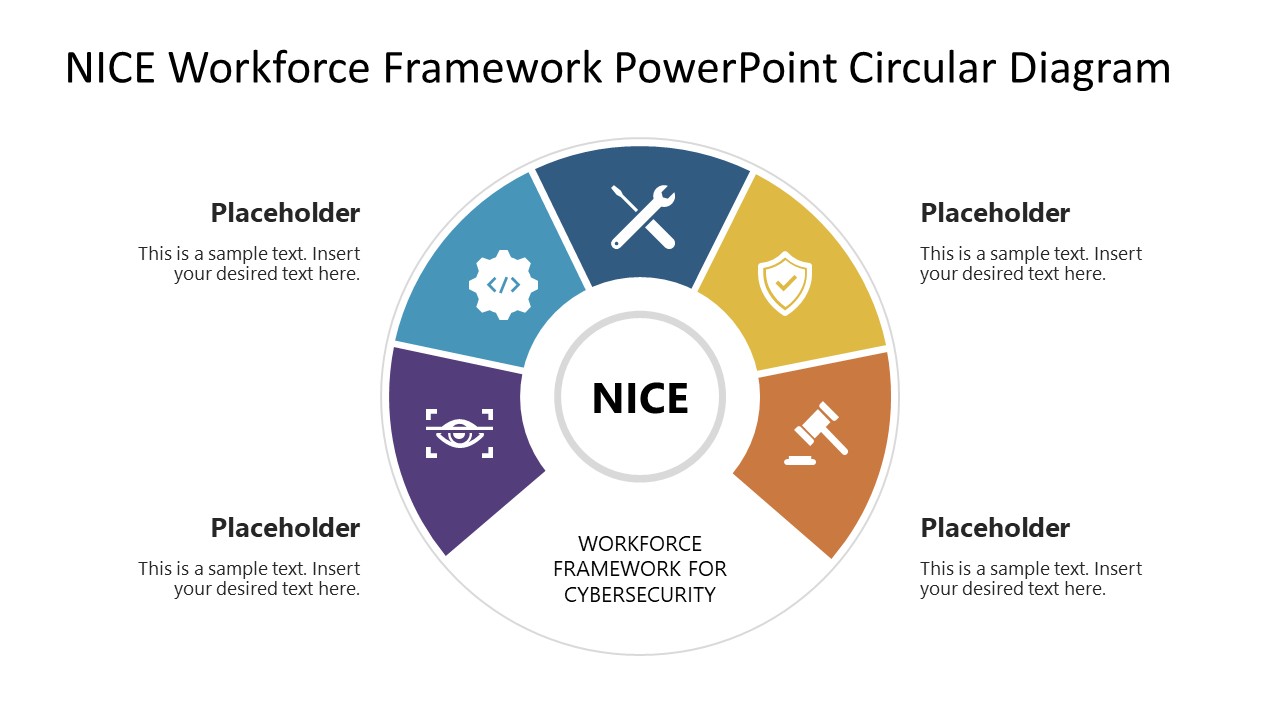 NICE Workforce Framework PowerPoint Circular Diagram
Placeholder
This is a sample text. Insert
your desired text here.
Placeholder
This is a sample text. Insert
your desired text here.
</>
NICE
WORKFORCE
FRAMEWORK FOR
CYBERSECURITY
Placeholder
This is a sample text. Insert
your desired text here.
Placeholder
This is a sample text. Insert
your desired text here.